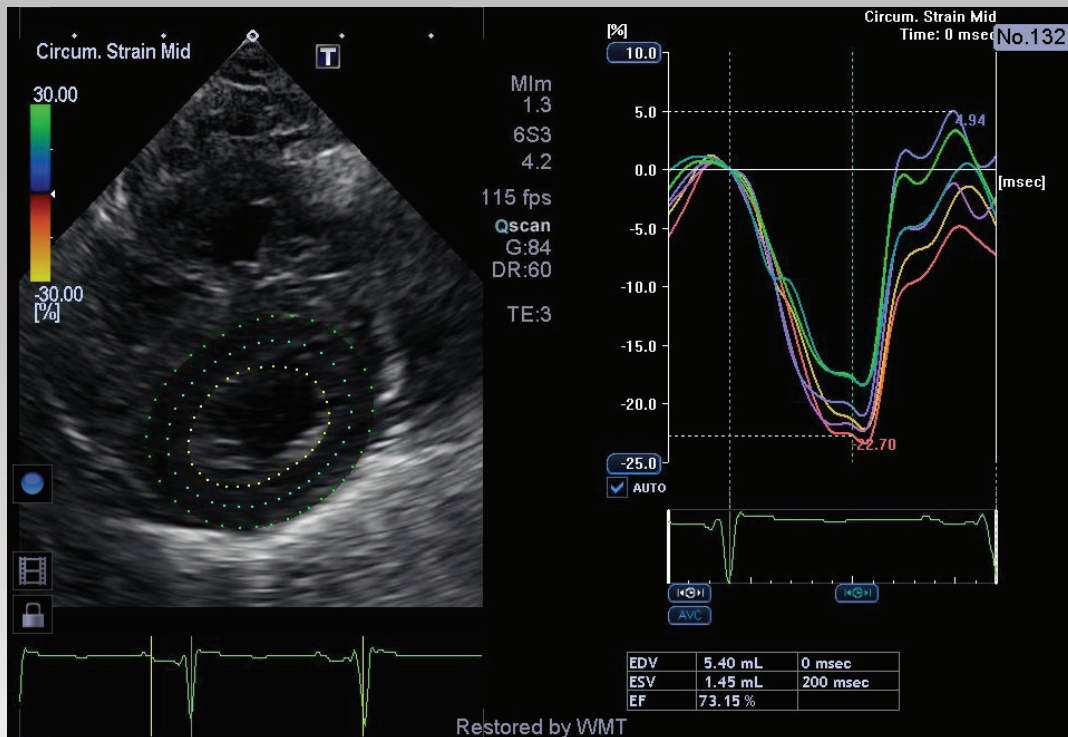 Circum. Strain Mid
T
30.00
-30.00
[%]
MIm
1.3
6S3
4.2
115 fps
Qscan
G:84
DR:60
TE:3
Circum. Strain Mid
Time: 0 msec
No.132
[%]
10.0
5.0
0.0
-5.0
-10.0
-15.0
-20.0
-25.0
4.94
[msec]
-22.70
AUTO
AVC
EDV 5.40 mL 0 msec
ESV 1.45 mL 200 msec
EF 73.15 %
Restored by WMT